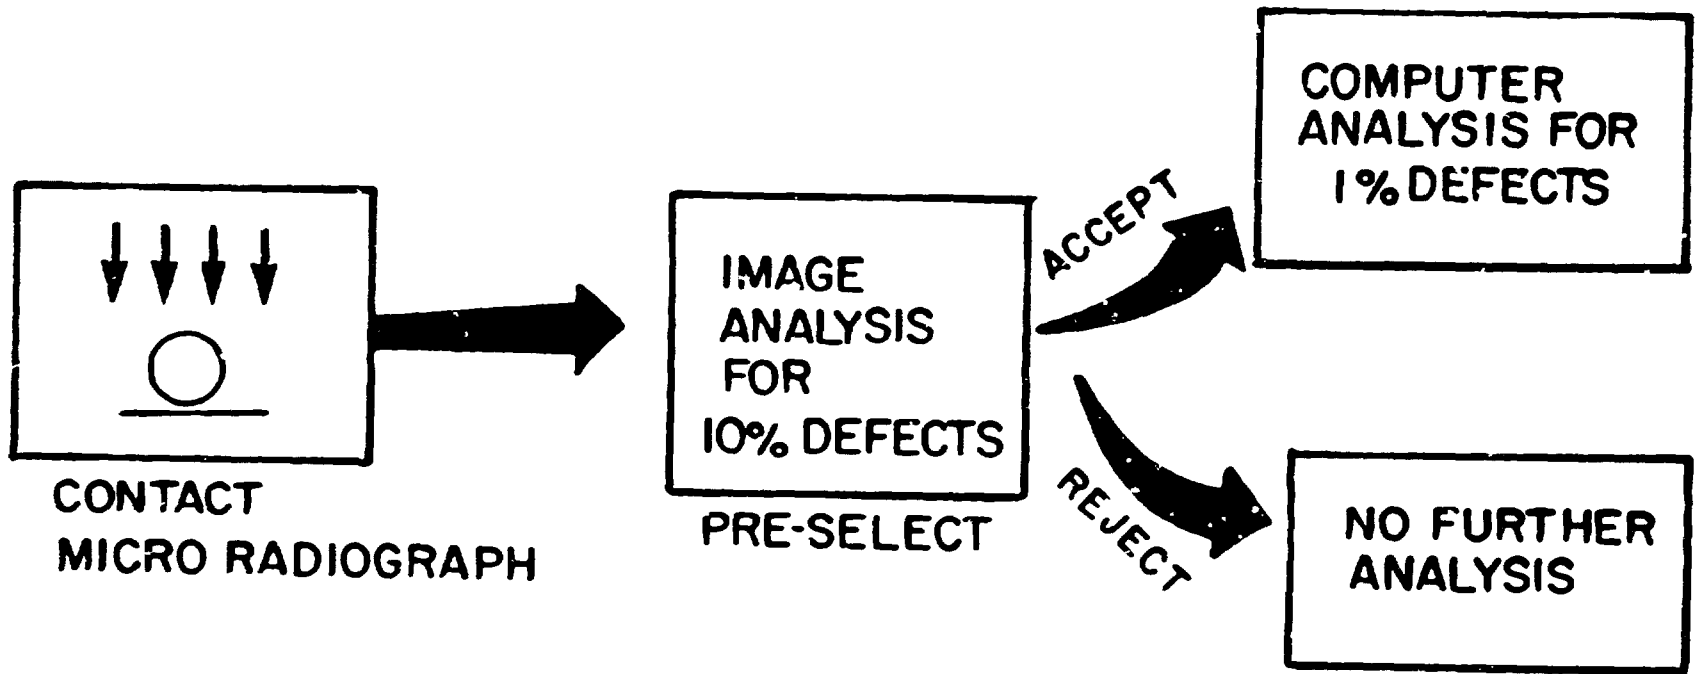 CONTACT
MICRO RADIOGRAPH
IMAGE
ANALYSIS
FOR
10% DEFECTS
PRE-SELECT
ACCEPT
COMPUTER
ANALYSIS FOR
1% DEFECTS
REJECT
NO FURTHER
ANALYSIS